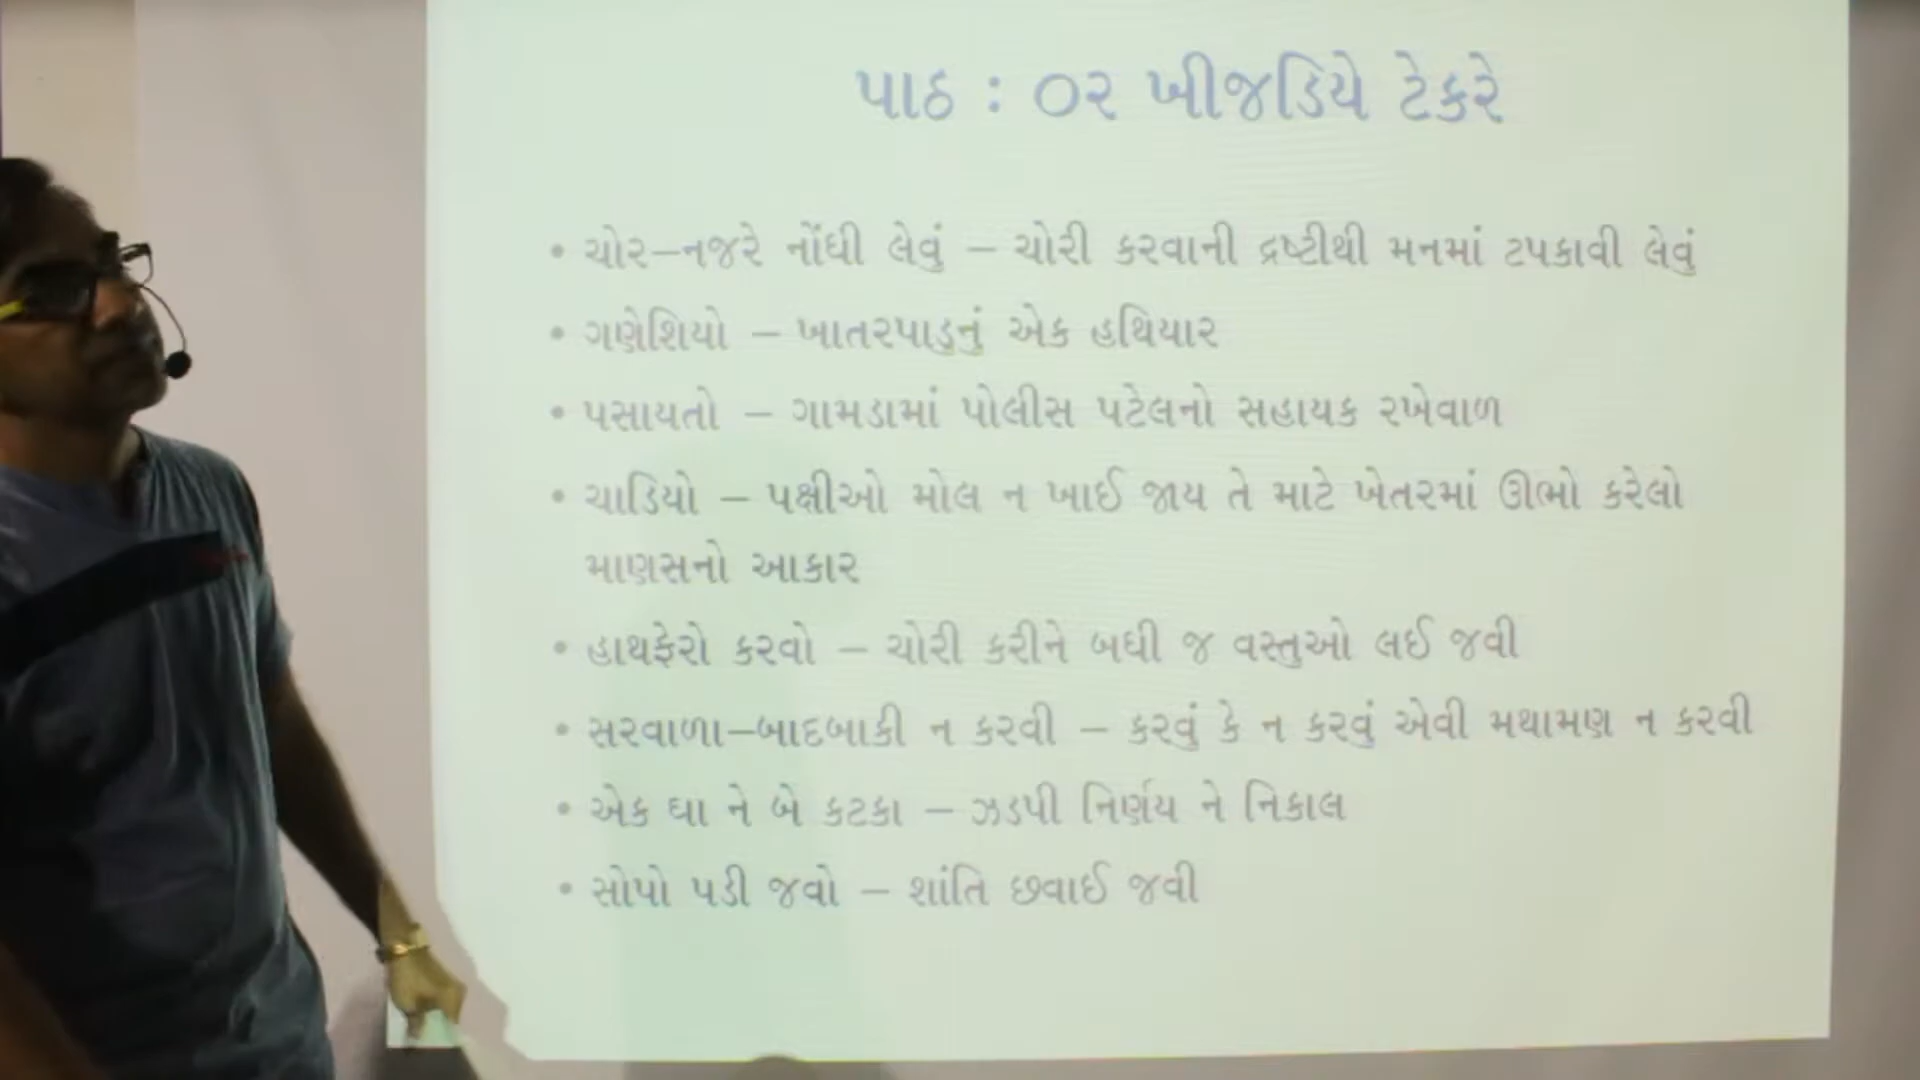 પાઠ : ૦૨ ખીજડિયે ટેકરે
• ચોર–નજરે નોંધી લેવું – ચોરી કરવાની દ્રષ્ટીથી મનમાં ટપકાવી લેવું
• ગણેશિયો – ખાતરપાડુનું એક હથિયાર
• પસાયતો – ગામડામાં પોલીસ પટેલનો સહાયક રખેવાળ
• ચાડિયો – પક્ષીઓ મોલ ન ખાઈ જાય તે માટે ખેતરમાં ઊભો કરેલો
માણસનો આકાર
• હાથફેરો કરવો – ચોરી કરીને બધી જ વસ્તુઓ લઈ જવી
• સરવાળા–બાદબાકી ન કરવી – કરવું કે ન કરવું એવી મથામણ ન કરવી
• એક ઘા ને બે કટકા – ઝડપી નિર્ણય ને નિકાલ
• સોપો પડી જવો – શાંતિ છવાઈ જવી